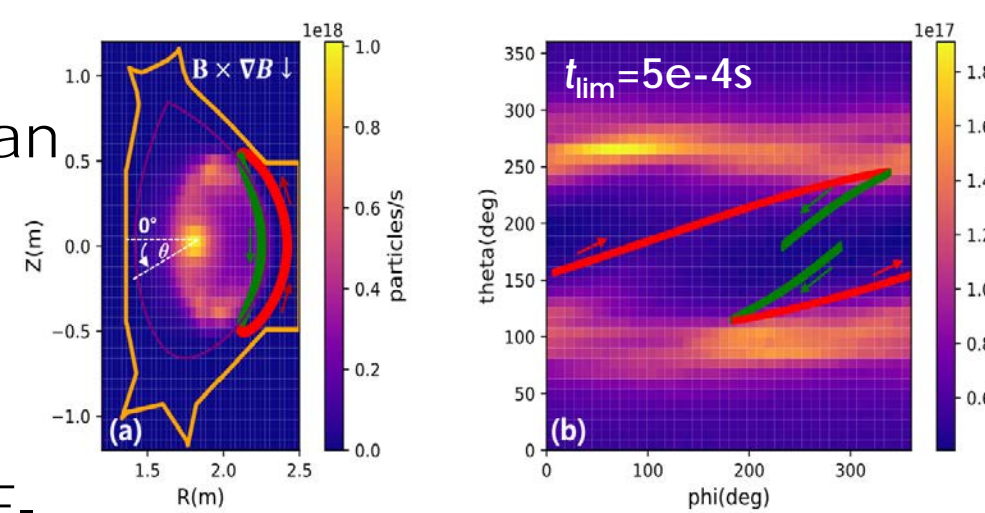 an
E-
1e18
B × ∇B ↓
0°
θ
(a)
1.0
0.5
0.0
−0.5
−1.0
Z(m)
1.5
2.0
2.5
R(m)
1.0
0.8
0.6
0.4
0.2
0.0
particles/s
1e17
t_lim=5e-4s
(b)
350
300
250
200
150
100
50
0
theta(deg)
0
100
200
300
phi(deg)
1.8
1.6
1.4
1.2
1.0
0.8
0.6